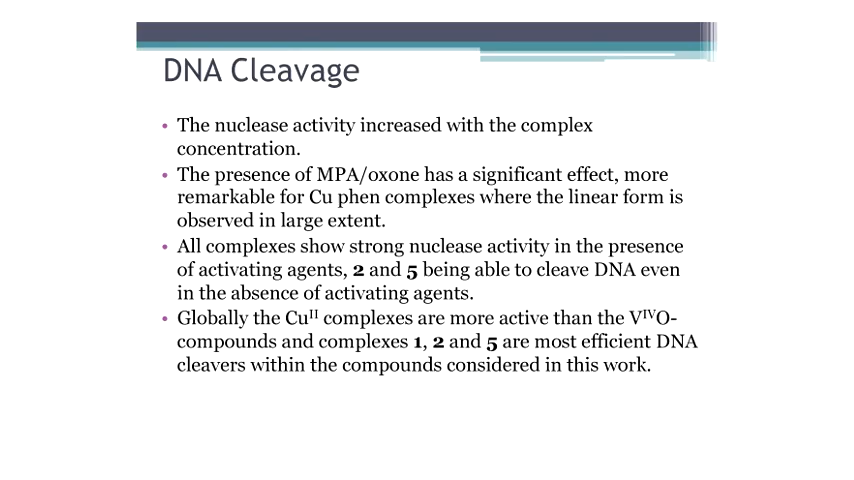 DNA Cleavage
• The nuclease activity increased with the complex
concentration.
• The presence of MPA/oxone has a significant effect, more
remarkable for Cu phen complexes where the linear form is
observed in large extent.
• All complexes show strong nuclease activity in the presence
of activating agents, 2 and 5 being able to cleave DNA even
in the absence of activating agents.
• Globally the Cuᴵᴵ complexes are more active than the VᴵⱽO-
compounds and complexes 1, 2 and 5 are most efficient DNA
cleavers within the compounds considered in this work.